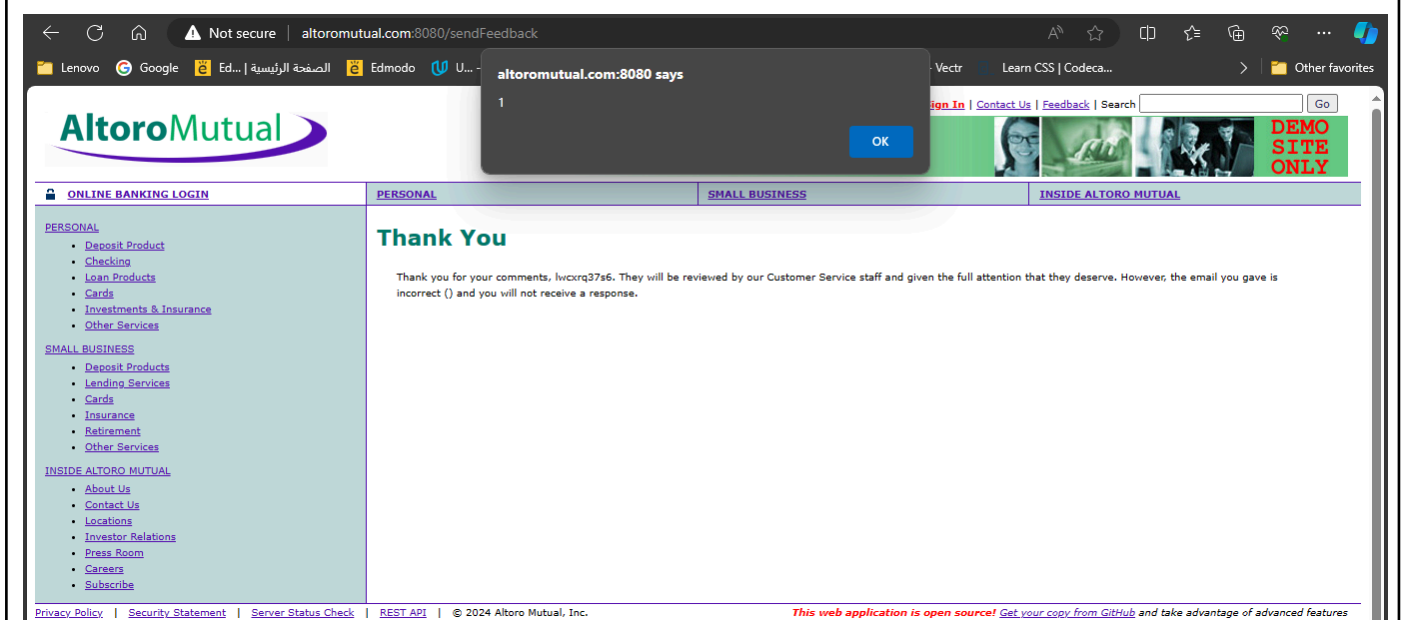 Not secure | altoromutual.com:8080/sendFeedback
Lenovo Google Ed...| الصفحة الرئيسية Edmodo U... - Vectr Learn CSS | Codeca... Other favorites
altoromutual.com:8080 says
1
OK
AltoroMutual
Sign In | Contact Us | Feedback | Search Go
DEMO
SITE
ONLY
ONLINE BANKING LOGIN PERSONAL SMALL BUSINESS INSIDE ALTORO MUTUAL
PERSONAL
Deposit Product
Checking
Loan Products
Cards
Investments & Insurance
Other Services
SMALL BUSINESS
Deposit Products
Lending Services
Cards
Insurance
Retirement
Other Services
INSIDE ALTORO MUTUAL
About Us
Contact Us
Locations
Investor Relations
Press Room
Careers
Subscribe
Thank You
Thank you for your comments, lwcxrq37s6. They will be reviewed by our Customer Service staff and given the full attention that they deserve. However, the email you gave is
incorrect () and you will not receive a response.
Privacy Policy | Security Statement | Server Status Check | REST API | © 2024 Altoro Mutual, Inc. This web application is open source! Get your copy from GitHub and take advantage of advanced features